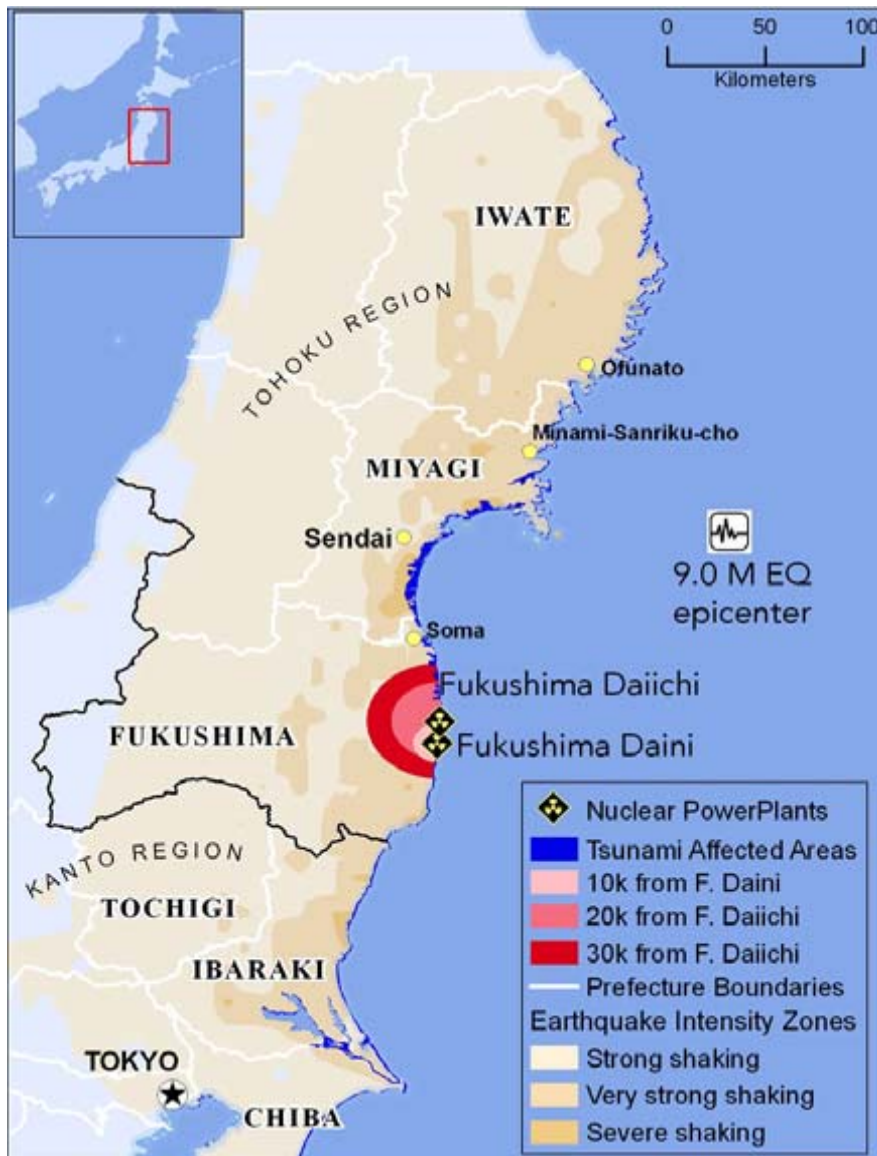 0 50 100
Kilometers
IWATE
TOHOKU REGION
Ofunato
Minami-Sanriku-cho
MIYAGI
Sendai
9.0 M EQ
epicenter
Soma
Fukushima Daiichi
FUKUSHIMA
Fukushima Daini
KANTO REGION
TOCHIGI
IBARAKI
TOKYO
CHIBA
Nuclear PowerPlants
Tsunami Affected Areas
10k from F. Daini
20k from F. Daiichi
30k from F. Daiichi
Prefecture Boundaries
Earthquake Intensity Zones
Strong shaking
Very strong shaking
Severe shaking